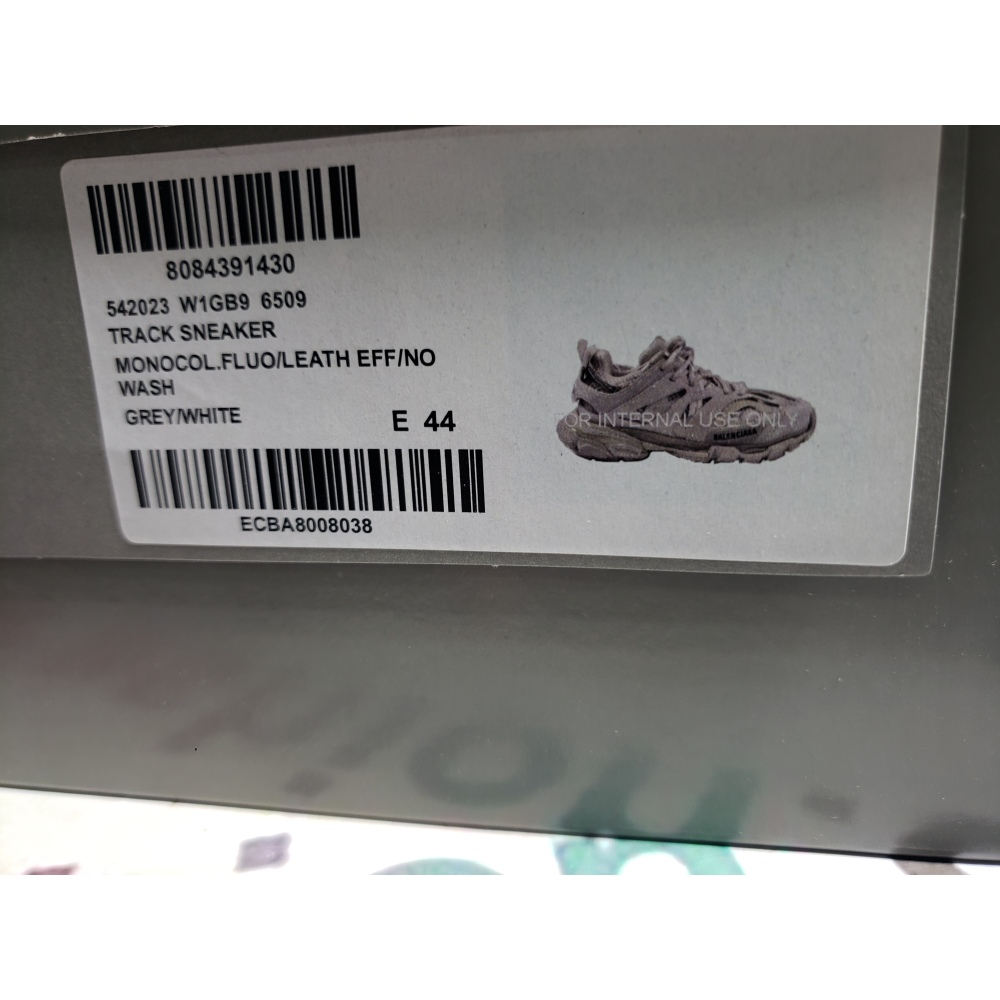 8084391430
542023 W1GB9 6509
TRACK SNEAKER
MONOCOL.FLUO/LEATH EFF/NO
WASH
GREY/WHITE
E 44
ECBA8008038
FOR INTERNAL USE ONLY
BALENCIAGA